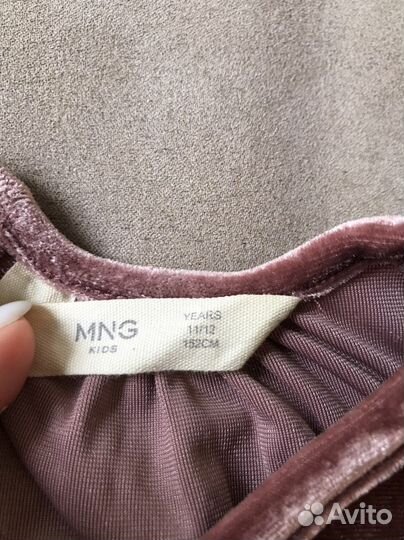 MNG
KIDS
YEARS
11/12
152CM
Avito